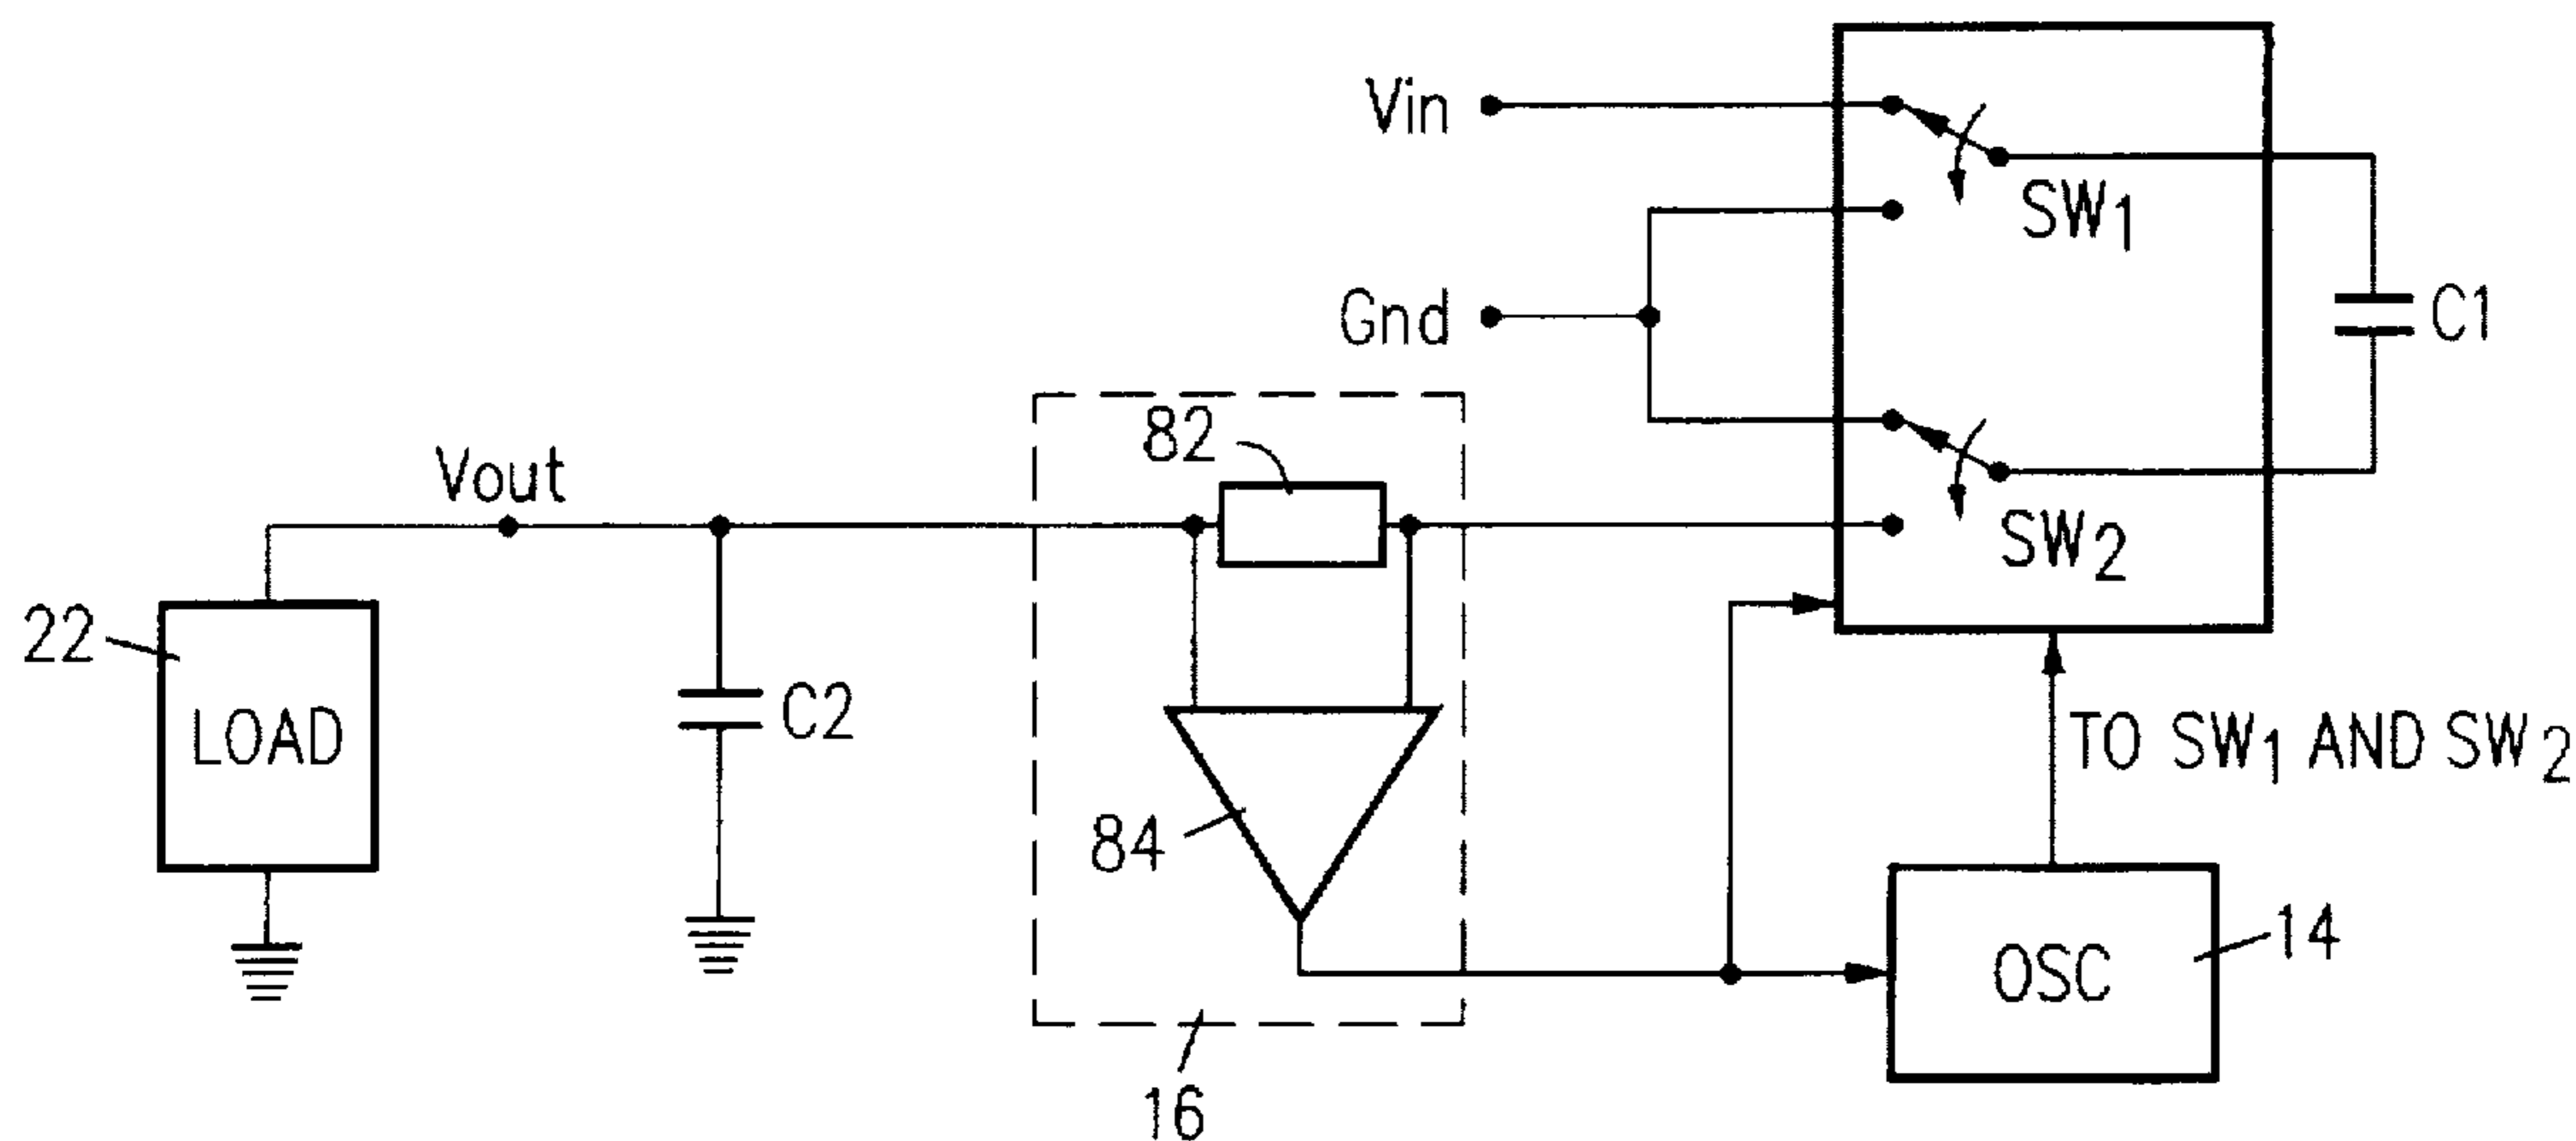 Vin
SW1
Gnd
C1
82
Vout
SW2
22
LOAD
C2
TO SW1 AND SW2
84
14
OSC
16